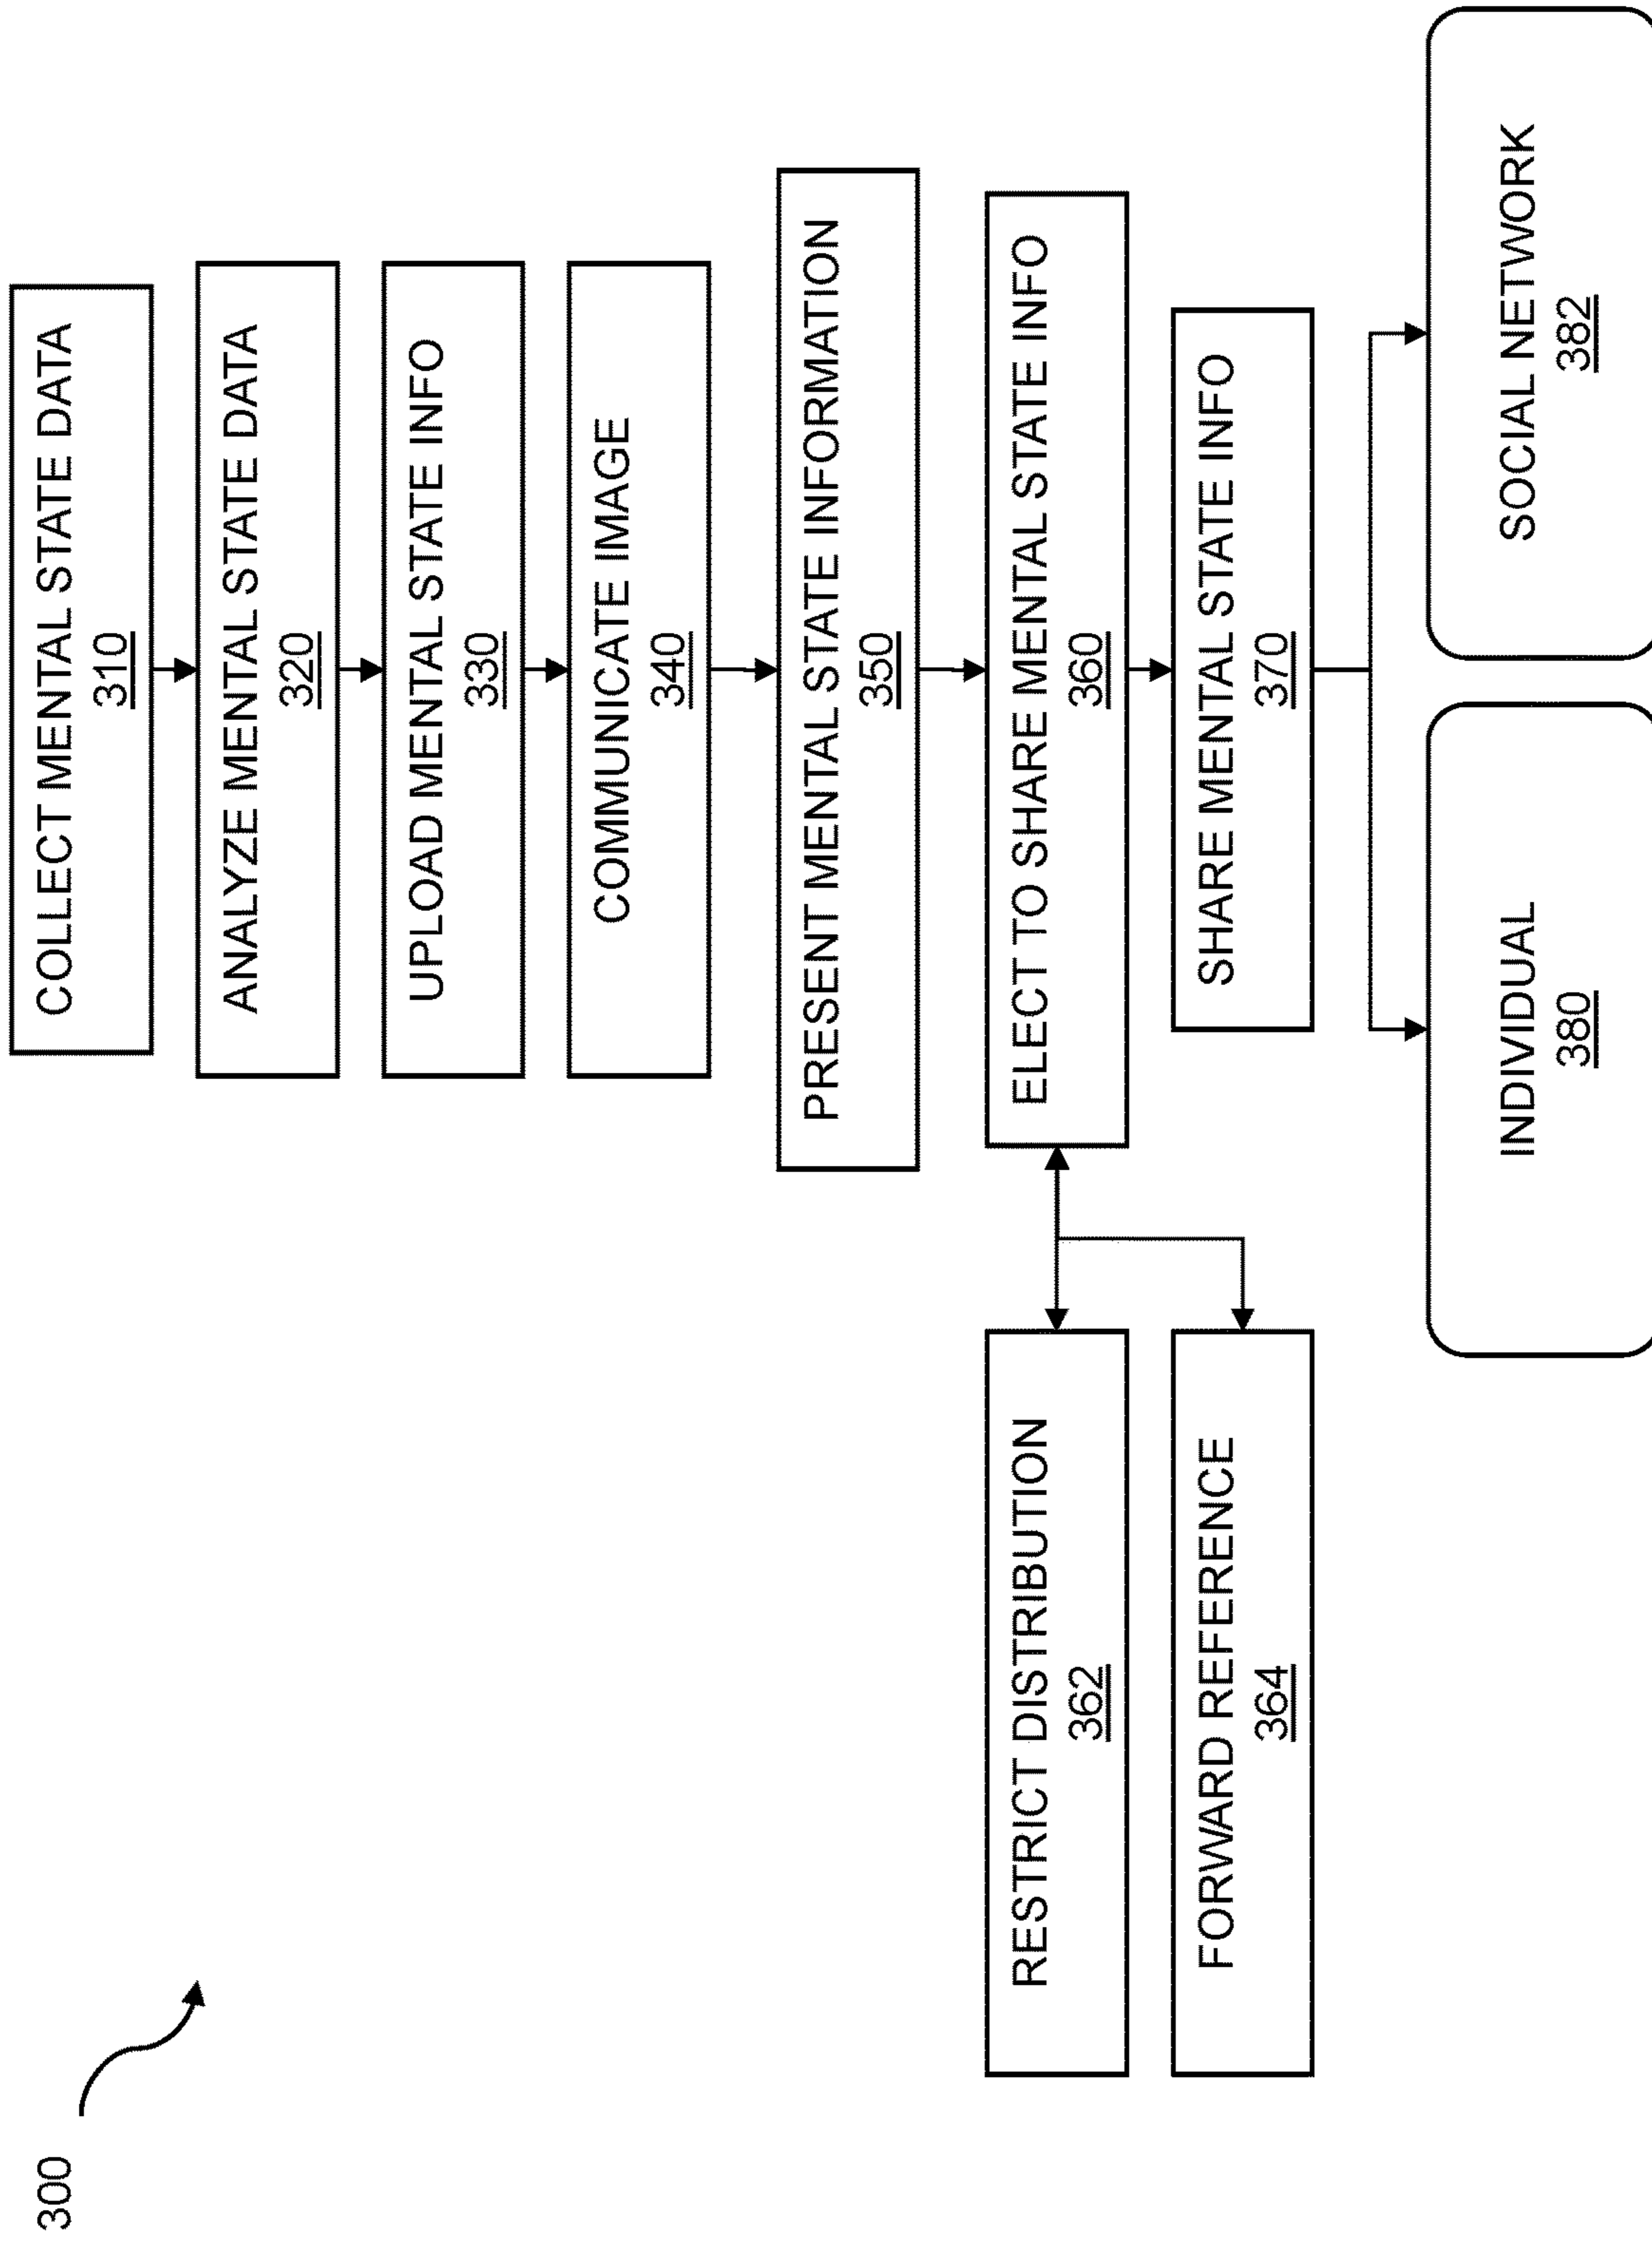 300
COLLECT MENTAL STATE DATA
310
ANALYZE MENTAL STATE DATA
320
UPLOAD MENTAL STATE INFO
330
COMMUNICATE IMAGE
340
PRESENT MENTAL STATE INFORMATION
350
RESTRICT DISTRIBUTION
362
ELECT TO SHARE MENTAL STATE INFO
360
FORWARD REFERENCE
364
SHARE MENTAL STATE INFO
370
INDIVIDUAL
380
SOCIAL NETWORK
382